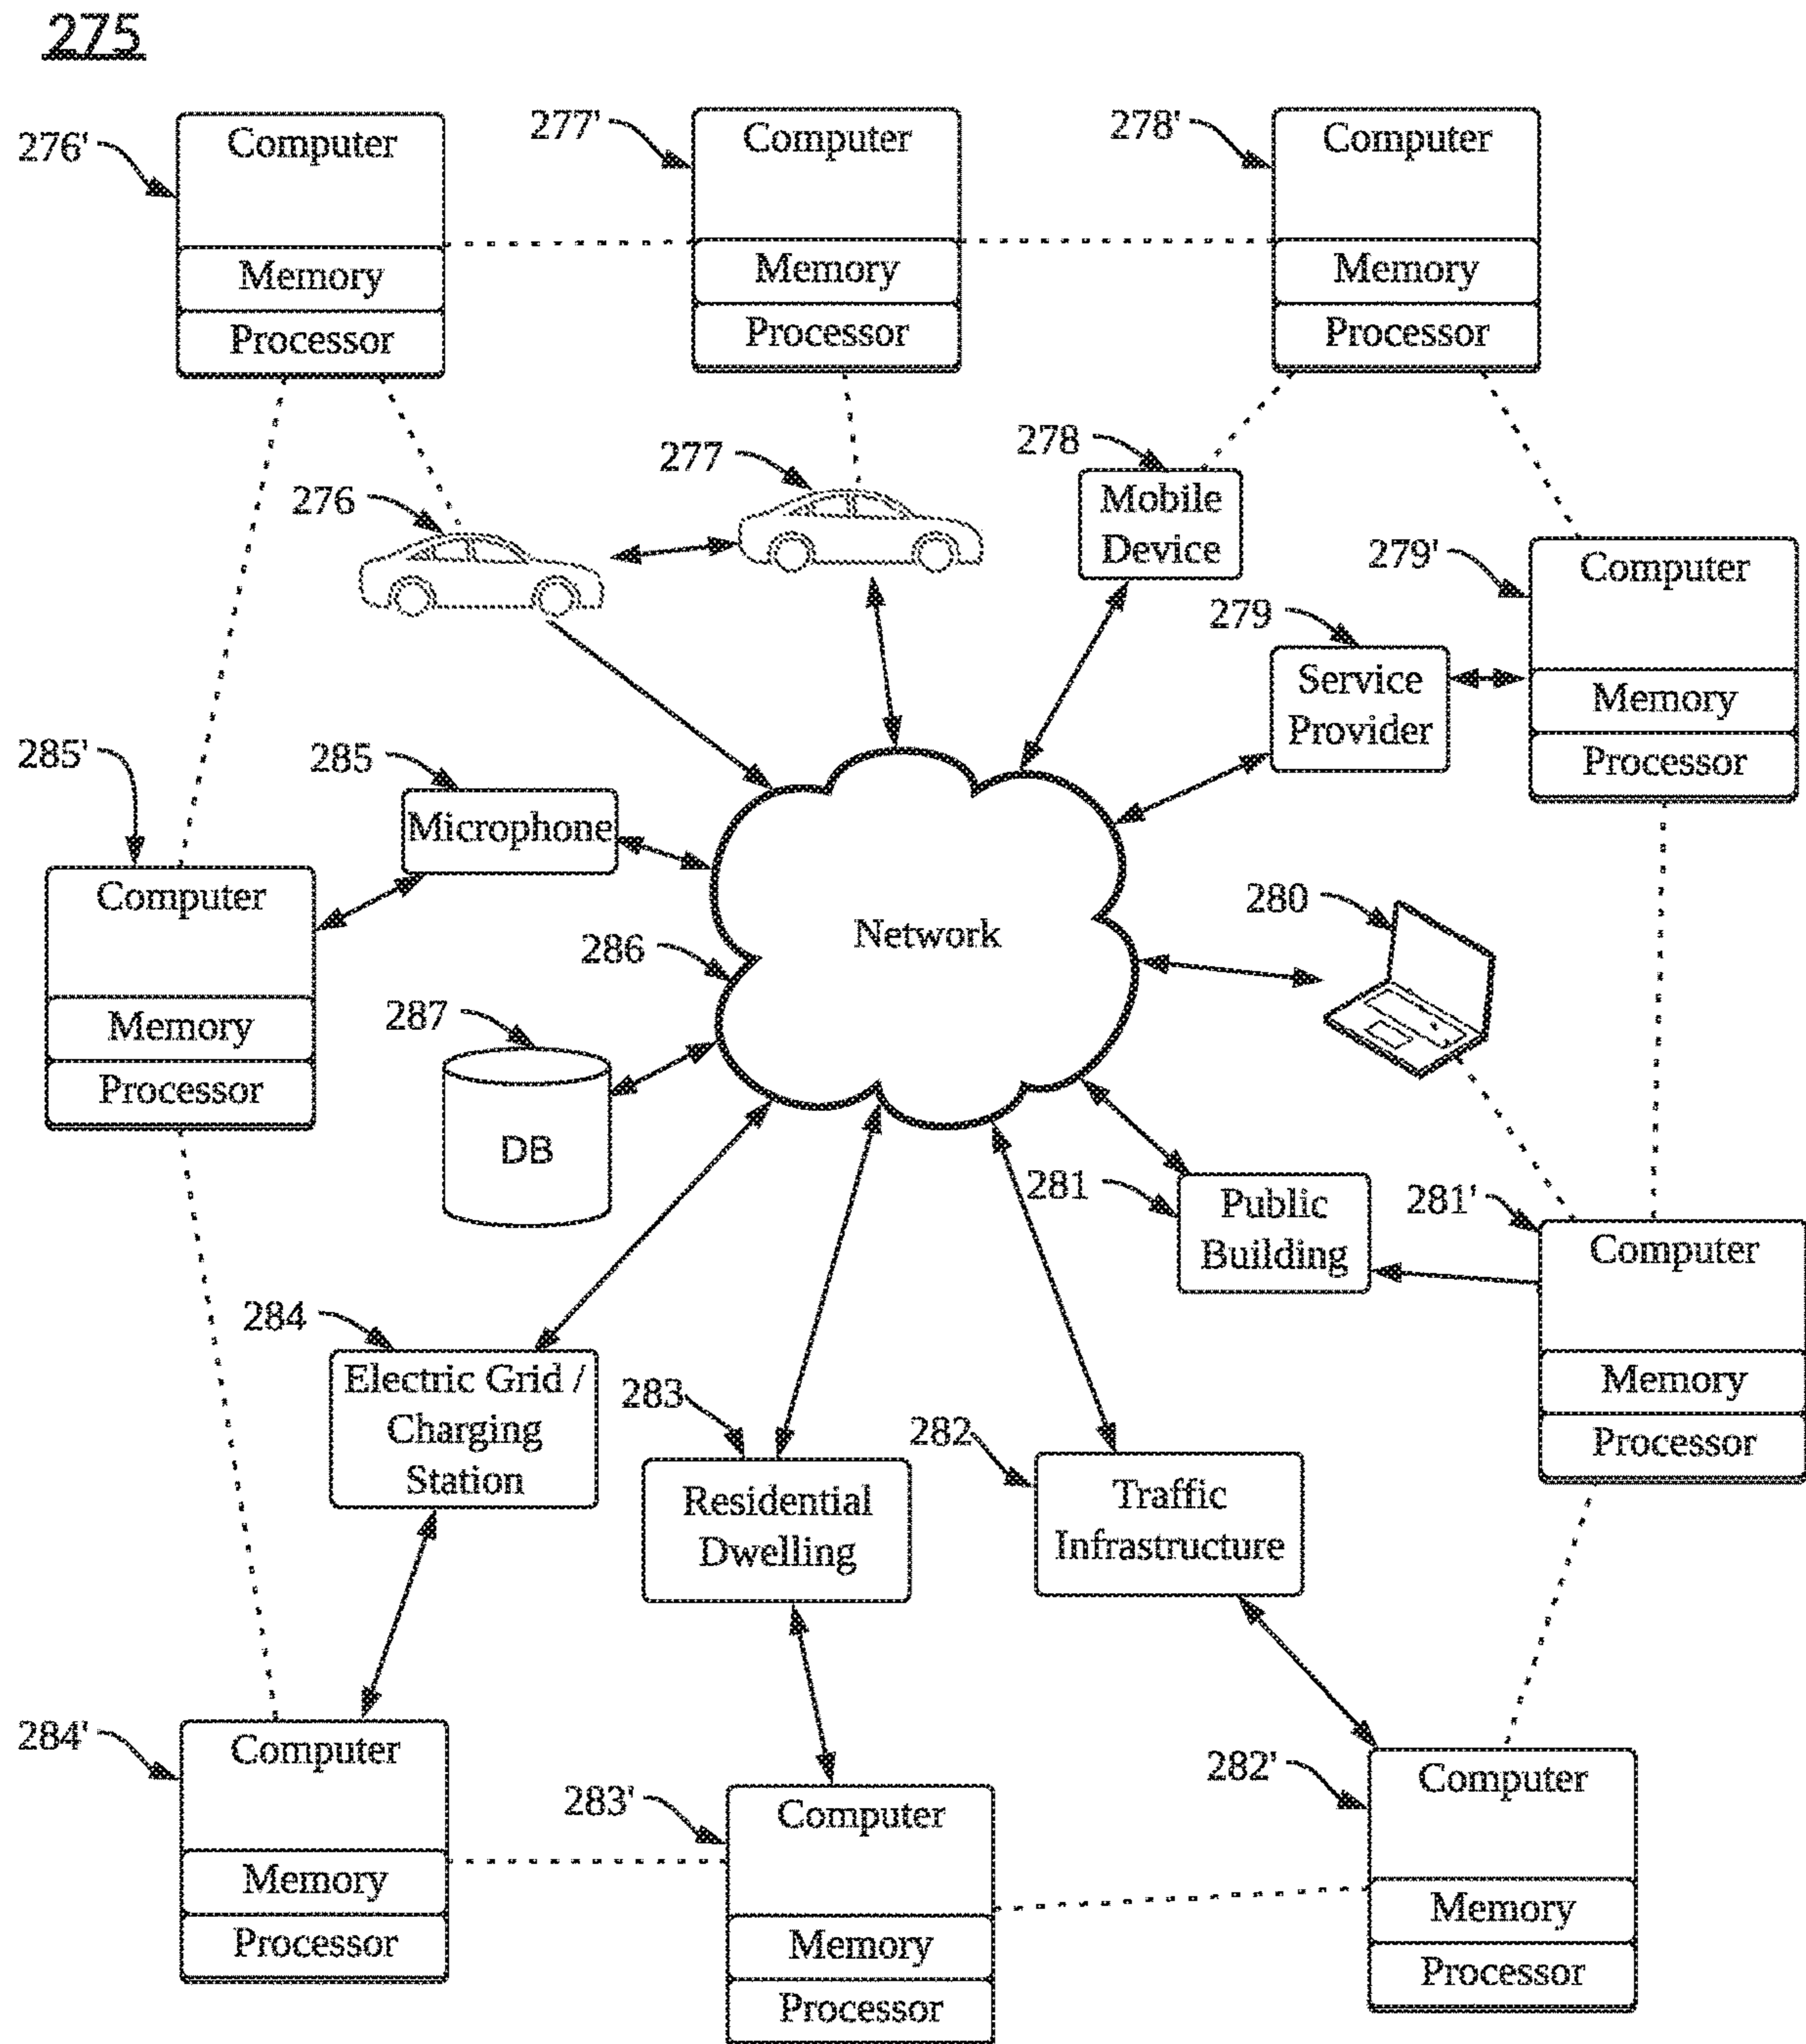 275
276'
Computer
Memory
Processor
277'
Computer
Memory
Processor
278'
Computer
Memory
Processor
276
277
278
Mobile
Device
279'
Computer
Memory
Processor
279
Service
Provider
285'
Computer
Memory
Processor
285
Microphone
286
Network
280
287
DB
281
Public
Building
281'
Computer
Memory
Processor
284
Electric Grid /
Charging
Station
283
Residential
Dwelling
282
Traffic
Infrastructure
284'
Computer
Memory
Processor
283'
Computer
Memory
Processor
282'
Computer
Memory
Processor